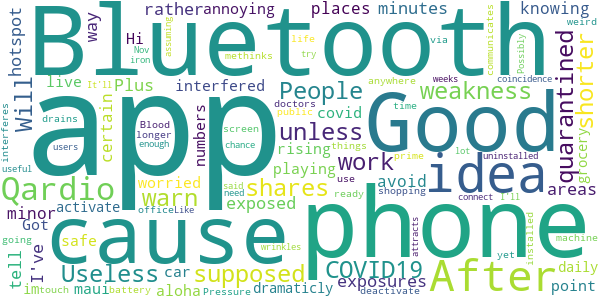 Bluetooth
app
Good
phone
cause
idea
After
Qardio
COVID19
People
unless
work
Useless
supposed
shares
warn
weakness
quarantined
shorter
Will
hotspot
way
rather
annoying
places
minutes
knowing
Hi
live
Plus
interfered
certain
numbers
rising
covid
playing
avoid
areas
worried
exposed
exposures
minor
activate
Got
safe
tell
I've
car
maui
aloha
dramaticly
daily
point
grocery
Blood
longer
enough
iron
Nov
life
methinks
assuming
try
via
communicates
weird
Possibly
anywhere
weeks
coincidence
doctors
public
time
screen
chance
things
prime
lot
uninstalled
shopping
connect
I'll
installed
yet
machine
attracts
deactivate
ready
use
said
need
office
Like
wrinkles
Pressure
battery
touch
im
going
useful
interferes
drains
users
It'll